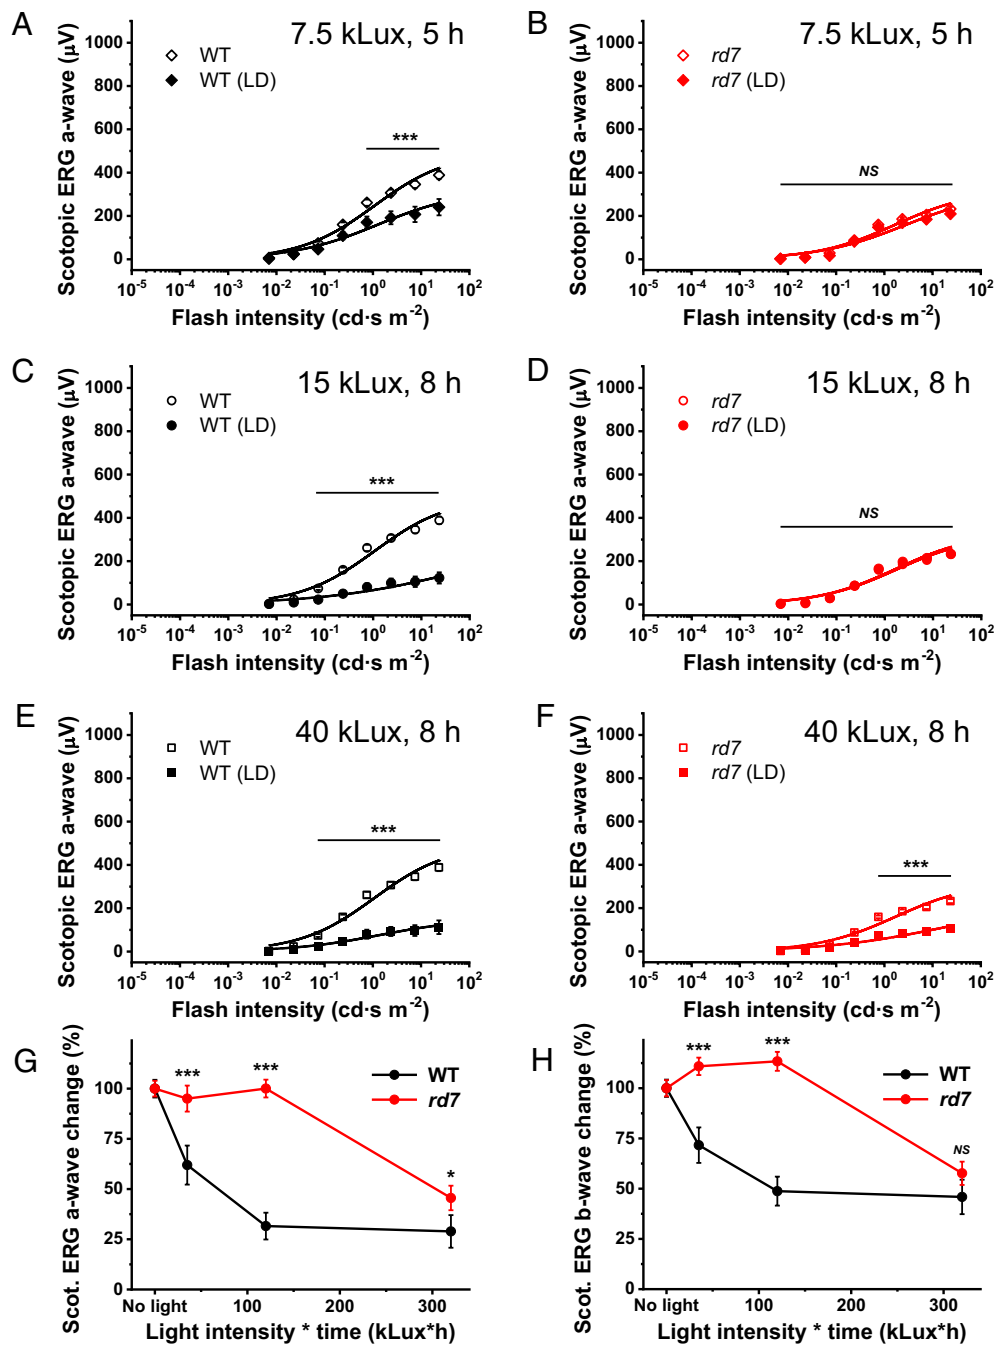 A
7.5 kLux, 5 h
WT
WT (LD)
***
Scotopic ERG a-wave (μV)
1000
800
600
400
200
0
10⁻⁵ 10⁻⁴ 10⁻³ 10⁻² 10⁻¹ 10⁰ 10¹ 10²
Flash intensity (cd·s m⁻²)
B
7.5 kLux, 5 h
rd7
rd7 (LD)
NS
Scotopic ERG a-wave (μV)
1000
800
600
400
200
0
10⁻⁵ 10⁻⁴ 10⁻³ 10⁻² 10⁻¹ 10⁰ 10¹ 10²
Flash intensity (cd·s m⁻²)
C
15 kLux, 8 h
WT
WT (LD)
***
Scotopic ERG a-wave (μV)
1000
800
600
400
200
0
10⁻⁵ 10⁻⁴ 10⁻³ 10⁻² 10⁻¹ 10⁰ 10¹ 10²
Flash intensity (cd·s m⁻²)
D
15 kLux, 8 h
rd7
rd7 (LD)
NS
Scotopic ERG a-wave (μV)
1000
800
600
400
200
0
10⁻⁵ 10⁻⁴ 10⁻³ 10⁻² 10⁻¹ 10⁰ 10¹ 10²
Flash intensity (cd·s m⁻²)
E
40 kLux, 8 h
WT
WT (LD)
***
Scotopic ERG a-wave (μV)
1000
800
600
400
200
0
10⁻⁵ 10⁻⁴ 10⁻³ 10⁻² 10⁻¹ 10⁰ 10¹ 10²
Flash intensity (cd·s m⁻²)
F
40 kLux, 8 h
rd7
rd7 (LD)
***
Scotopic ERG a-wave (μV)
1000
800
600
400
200
0
10⁻⁵ 10⁻⁴ 10⁻³ 10⁻² 10⁻¹ 10⁰ 10¹ 10²
Flash intensity (cd·s m⁻²)
G
WT
rd7
***
***
*
Scot. ERG a-wave change (%)
100
75
50
25
0
No light 100 200 300
Light intensity * time (kLux*h)
H
WT
rd7
***
***
NS
Scot. ERG b-wave change (%)
100
75
50
25
0
No light 100 200 300
Light intensity * time (kLux*h)